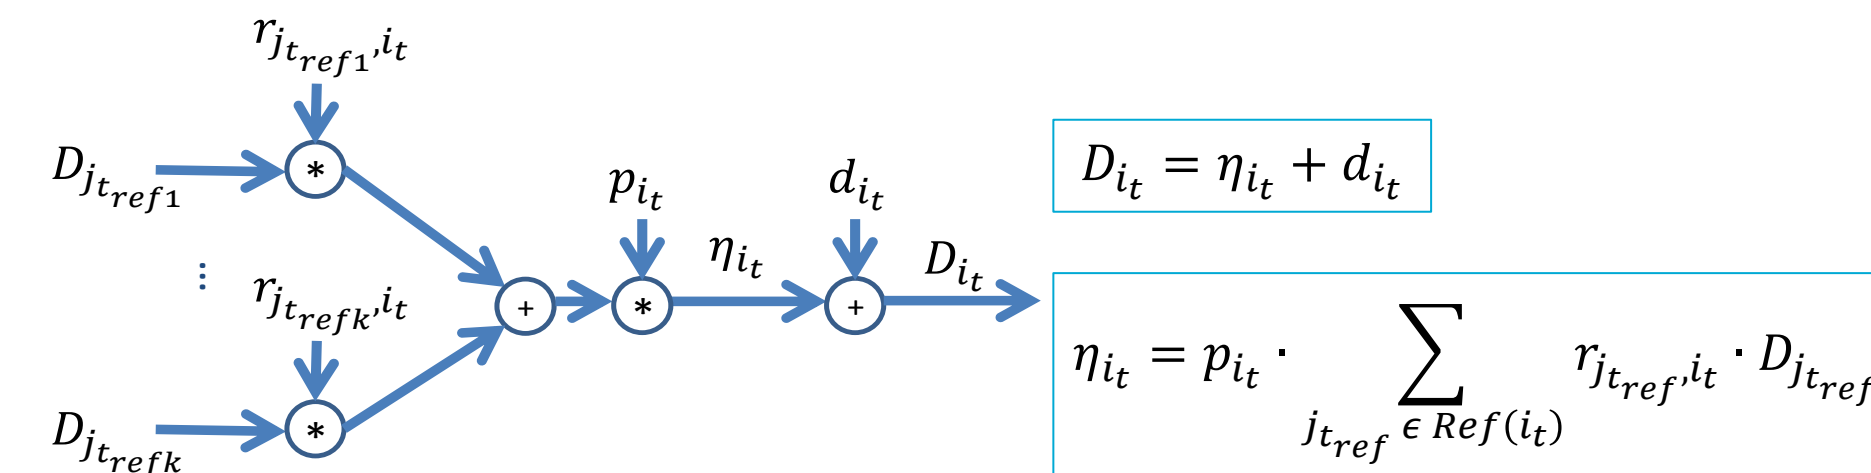 r_{j_{t_{ref1}},i_t}
D_{j_{t_{ref1}}}
*
⋮
r_{j_{t_{refk}},i_t}
D_{j_{t_{refk}}}
*
+
p_{i_t}
*
η_{i_t}
d_{i_t}
+
D_{i_t}
D_{i_t} = η_{i_t} + d_{i_t}
η_{i_t} = p_{i_t} · ∑_{j_{t_{ref}} ϵ Ref(i_t)} r_{j_{t_{ref}},i_t} · D_{j_{t_{ref}}}